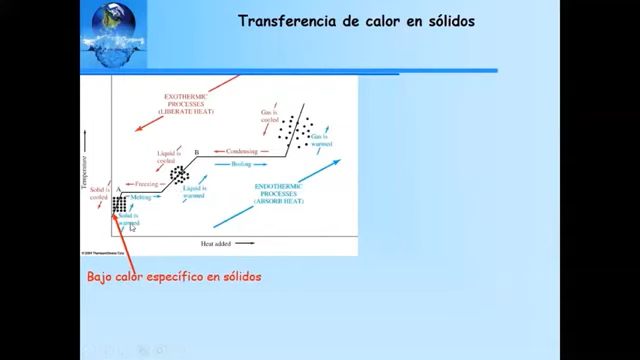 Transferencia de calor en sólidos
EXOTHERMIC
PROCESSES
(LIBERATE HEAT)
Gas is
cooled
Gas is
warmed
Liquid is
cooled
B
Condensing
Boiling
Temperature
Solid is
cooled
A
Freezing
Melting
Liquid is
warmed
ENDOTHERMIC
PROCESSES
(ABSORB HEAT)
Solid is
warmed
Heat added
Bajo calor específico en sólidos